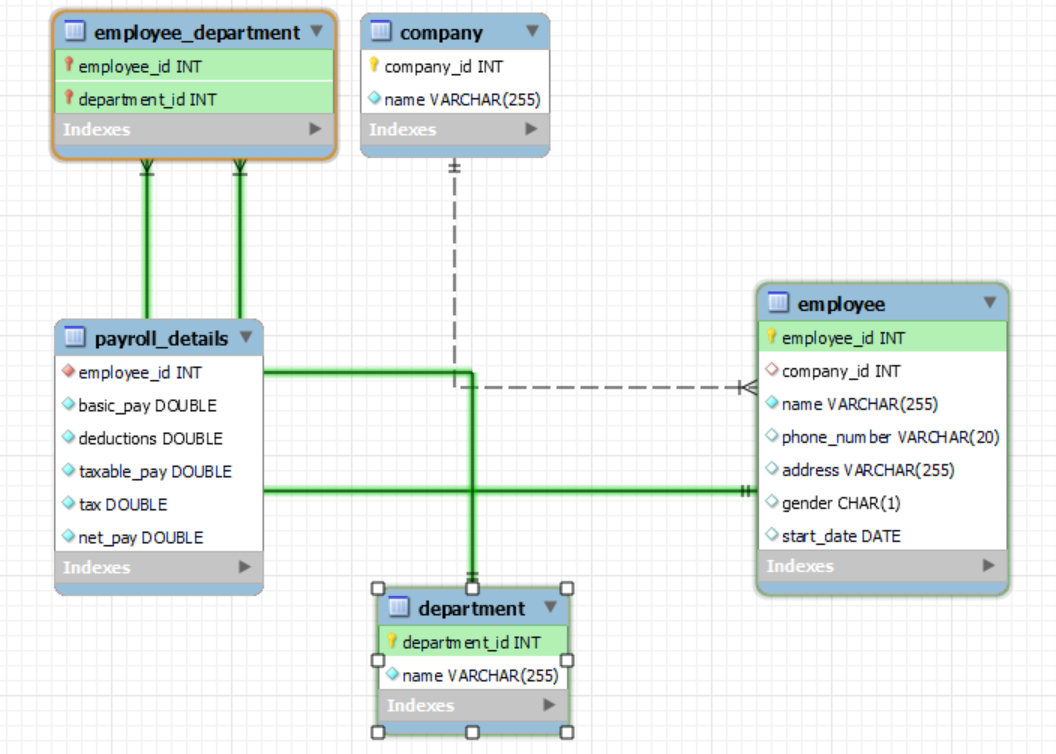 employee_department
employee_id INT
department_id INT
Indexes
company
company_id INT
name VARCHAR(255)
Indexes
payroll_details
employee_id INT
basic_pay DOUBLE
deductions DOUBLE
taxable_pay DOUBLE
tax DOUBLE
net_pay DOUBLE
Indexes
employee
employee_id INT
company_id INT
name VARCHAR(255)
phone_number VARCHAR(20)
address VARCHAR(255)
gender CHAR(1)
start_date DATE
Indexes
department
department_id INT
name VARCHAR(255)
Indexes